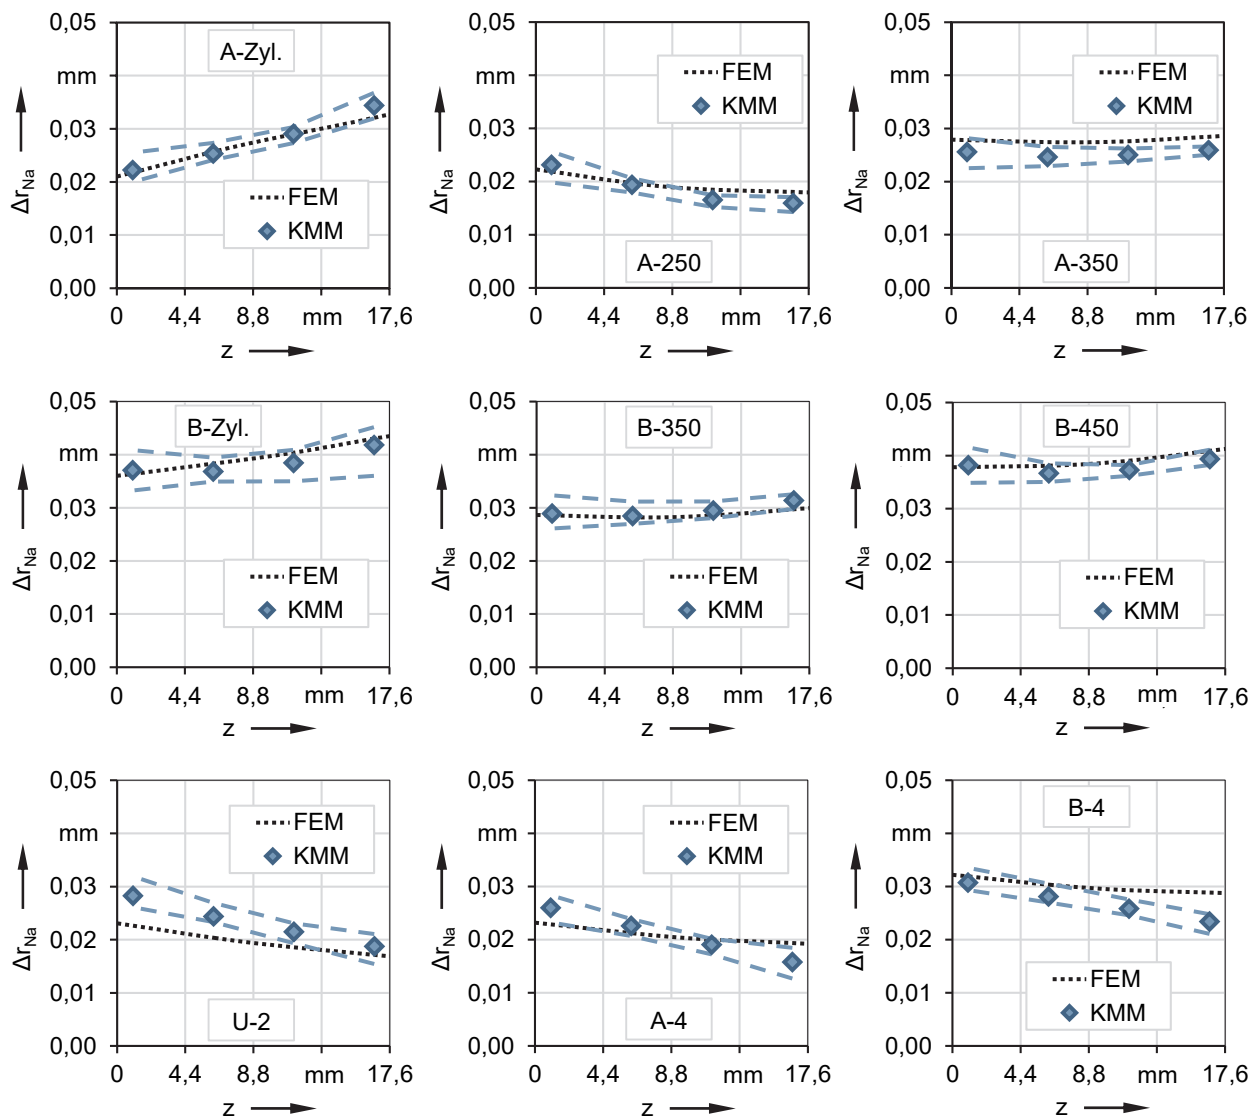 0,05
mm
0,03
0,02
0,01
0,00
Δr_Na
A-Zyl.
FEM
KMM
0 4,4 8,8 mm 17,6
z
0,05
mm
0,03
0,02
0,01
0,00
Δr_Na
FEM
KMM
A-250
0 4,4 8,8 mm 17,6
z
0,05
mm
0,03
0,02
0,01
0,00
Δr_Na
FEM
KMM
A-350
0 4,4 8,8 mm 17,6
z
0,05
mm
0,03
0,02
0,01
0,00
Δr_Na
B-Zyl.
FEM
KMM
0 4,4 8,8 mm 17,6
z
0,05
mm
0,03
0,02
0,01
0,00
Δr_Na
B-350
FEM
KMM
0 4,4 8,8 mm 17,6
z
0,05
mm
0,03
0,02
0,01
0,00
Δr_Na
B-450
FEM
KMM
0 4,4 8,8 mm 17,6
z
0,05
mm
0,03
0,02
0,01
0,00
Δr_Na
FEM
KMM
U-2
0 4,4 8,8 mm 17,6
z
0,05
mm
0,03
0,02
0,01
0,00
Δr_Na
FEM
KMM
A-4
0 4,4 8,8 mm 17,6
z
0,05
mm
0,03
0,02
0,01
0,00
Δr_Na
B-4
FEM
KMM
0 4,4 8,8 mm 17,6
z